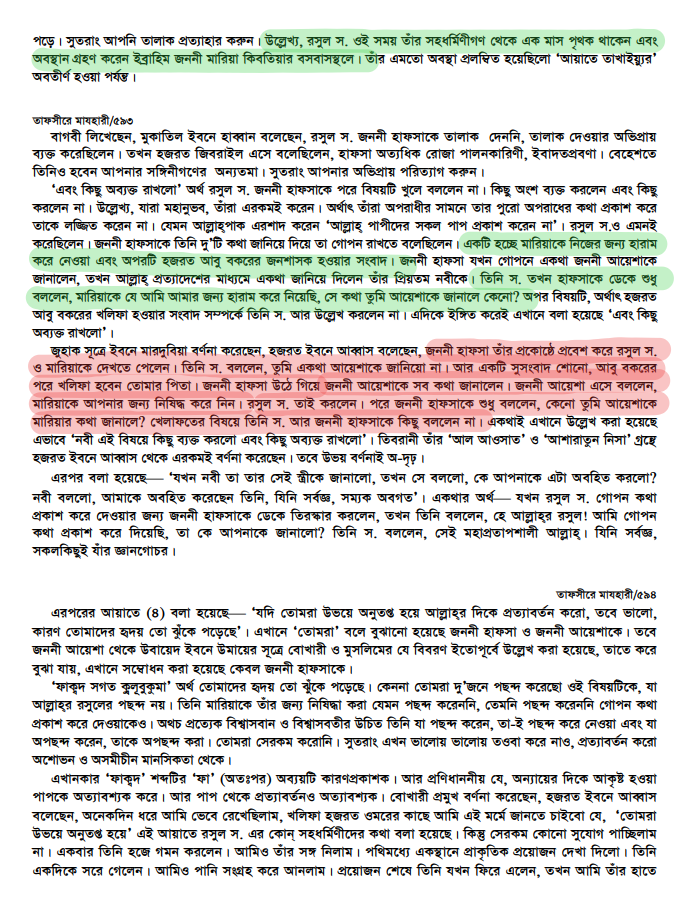 পড়ে। সুতরাং আপনি তালাক প্রত্যাহার করুন। উল্লেখ্য, রসুল স. ওই সময় তাঁর সহধর্মিণীগণ থেকে এক মাস পৃথক থাকেন এবং
অবস্থান গ্রহণ করেন ইব্রাহিম জননী মারিয়া কিবতিয়ার বসবাসস্থলে। তাঁর এমতো অবস্থা প্রলম্বিত হয়েছিলো ‘আয়াতে তাখাইয়্যুর’
অবতীর্ণ হওয়া পর্যন্ত।
তাফসীরে মাযহারী/৫৯৩
বাগবী লিখেছেন, মুকাতিল ইবনে হাব্বান বলেছেন, রসুল স. জননী হাফসাকে তালাক দেননি, তালাক দেওয়ার অভিপ্রায়
ব্যক্ত করেছিলেন। তখন হজরত জিবরাইল এসে বলেছিলেন, হাফসা অত্যধিক রোজা পালনকারিণী, ইবাদতপ্রবণা। বেহেশতে
তিনিও হবেন আপনার সঙ্গিনীগণের অন্যতমা। সুতরাং আপনার অভিপ্রায় পরিত্যাগ করুন।
‘এবং কিছু অব্যক্ত রাখলো’ অর্থ রসুল স. জননী হাফসাকে পরে বিষয়টি খুলে বললেন না। কিছু অংশ ব্যক্ত করলেন এবং কিছু
করলেন না। উল্লেখ্য, যারা মহানুভব, তাঁরা এরকমই করেন। অর্থাৎ তাঁরা অপরাধীর সামনে তার পুরো অপরাধের কথা প্রকাশ করে
তাকে লজ্জিত করেন না। যেমন আল্লাহ্‌পাক এরশাদ করেন ‘আল্লাহ্ পাপীদের সকল পাপ প্রকাশ করেন না’। রসুল স.ও এমনই
করেছিলেন। জননী হাফসাকে তিনি দু’টি কথা জানিয়ে দিয়ে তা গোপন রাখতে বলেছিলেন। একটি হচ্ছে মারিয়াকে নিজের জন্য হারাম
করে নেওয়া এবং অপরটি হজরত আবু বকরের জনশাসক হওয়ার সংবাদ। জননী হাফসা যখন গোপনে একথা জননী আয়েশাকে
জানালেন, তখন আল্লাহ্ প্রত্যাদেশের মাধ্যমে একথা জানিয়ে দিলেন তাঁর প্রিয়তম নবীকে। তিনি স. তখন হাফসাকে ডেকে শুধু
বললেন, মারিয়াকে যে আমি আমার জন্য হারাম করে নিয়েছি, সে কথা তুমি আয়েশাকে জানালে কেনো? অপর বিষয়টি, অর্থাৎ হজরত
আবু বকরের খলিফা হওয়ার সংবাদ সম্পর্কে তিনি স. আর উল্লেখ করলেন না। এদিকে ইঙ্গিত করেই এখানে বলা হয়েছে ‘এবং কিছু
অব্যক্ত রাখলো’।
জুহাক সূত্রে ইবনে মারদুবিয়া বর্ণনা করেছেন, হজরত ইবনে আব্বাস বলেছেন, জননী হাফসা তাঁর প্রকোষ্ঠে প্রবেশ করে রসুল স.
ও মারিয়াকে দেখতে পেলেন। তিনি স. বললেন, তুমি একথা আয়েশাকে জানিয়ো না। আর একটি সুসংবাদ শোনো, আবু বকরের
পরে খলিফা হবেন তোমার পিতা। জননী হাফসা উঠে গিয়ে জননী আয়েশাকে সব কথা জানালেন। জননী আয়েশা এসে বললেন,
মারিয়াকে আপনার জন্য নিষিদ্ধ করে নিন। রসুল স. তাই করলেন। পরে জননী হাফসাকে শুধু বললেন, কেনো তুমি আয়েশাকে
মারিয়ার কথা জানালে? খেলাফতের বিষয়ে তিনি স. আর জননী হাফসাকে কিছু বললেন না। একথাই এখানে উল্লেখ করা হয়েছে
এভাবে ‘নবী এই বিষয়ে কিছু ব্যক্ত করলো এবং কিছু অব্যক্ত রাখলো’। তিবরানী তাঁর ‘আল আওসাত’ ও ‘আশারাতুন নিসা’ গ্রন্থে
হজরত ইবনে আব্বাস থেকে এরকমই বর্ণনা করেছেন। তবে উভয় বর্ণনাই অ-দৃঢ়।
এরপর বলা হয়েছে— ‘যখন নবী তা তার সেই স্ত্রীকে জানালো, তখন সে বললো, কে আপনাকে এটা অবহিত করলো?
নবী বললো, আমাকে অবহিত করেছেন তিনি, যিনি সর্বজ্ঞ, সম্যক অবগত’। একথার অর্থ— যখন রসুল স. গোপন কথা
প্রকাশ করে দেওয়ার জন্য জননী হাফসাকে ডেকে তিরস্কার করলেন, তখন তিনি বললেন, হে আল্লাহ্‌র রসুল! আমি গোপন
কথা প্রকাশ করে দিয়েছি, তা কে আপনাকে জানালো? তিনি স. বললেন, সেই মহাপ্রতাপশালী আল্লাহ্। যিনি সর্বজ্ঞ,
সকলকিছুই যাঁর জ্ঞানগোচর।
তাফসীরে মাযহারী/৫৯৪
এরপরের আয়াতে (৪) বলা হয়েছে— ‘যদি তোমরা উভয়ে অনুতপ্ত হয়ে আল্লাহ্‌র দিকে প্রত্যাবর্তন করো, তবে ভালো,
কারণ তোমাদের হৃদয় তো ঝুঁকে পড়েছে’। এখানে ‘তোমরা’ বলে বুঝানো হয়েছে জননী হাফসা ও জননী আয়েশাকে। তবে
জননী আয়েশা থেকে উবায়েদ ইবনে উমায়ের সূত্রে বোখারী ও মুসলিমের যে বিবরণ ইতোপূর্বে উল্লেখ করা হয়েছে, তাতে করে
বুঝা যায়, এখানে সম্বোধন করা হয়েছে কেবল জননী হাফসাকে।
‘ফাক্বদ সগত কুলূবুকুমা’ অর্থ তোমাদের হৃদয় তো ঝুঁকে পড়েছে। কেননা তোমরা দু’জনে পছন্দ করেছো ওই বিষয়টিকে, যা
আল্লাহ্‌র রসুলের পছন্দ নয়। তিনি মারিয়াকে তাঁর জন্য নিষিদ্ধা করা যেমন পছন্দ করেননি, তেমনি পছন্দ করেননি গোপন কথা
প্রকাশ করে দেওয়াকেও। অথচ প্রত্যেক বিশ্বাসবান ও বিশ্বাসবতীর উচিত তিনি যা পছন্দ করেন, তা-ই পছন্দ করে নেওয়া এবং যা
অপছন্দ করেন, তাকে অপছন্দ করা। তোমরা সেরকম করোনি। সুতরাং এখন ভালোয় ভালোয় তওবা করে নাও, প্রত্যাবর্তন করো
অশোভন ও অসমীচীন মানসিকতা থেকে।
এখানকার ‘ফাক্বদ’ শব্দটির ‘ফা’ (অতঃপর) অব্যয়টি কারণপ্রকাশক। আর প্রণিধাননীয় যে, অন্যায়ের দিকে আকৃষ্ট হওয়া
পাপকে অত্যাবশ্যক করে। আর পাপ থেকে প্রত্যাবর্তনও অত্যাবশ্যক। বোখারী প্রমুখ বর্ণনা করেছেন, হজরত ইবনে আব্বাস
বলেছেন, অনেকদিন ধরে আমি ভেবে রেখেছিলাম, খলিফা হজরত ওমরের কাছে আমি এই মর্মে জানতে চাইবো যে, ‘তোমরা
উভয়ে অনুতপ্ত হয়ে’ এই আয়াতে রসুল স. এর কোন্ সহধর্মিণীদের কথা বলা হয়েছে। কিন্তু সেরকম কোনো সুযোগ পাচ্ছিলাম
না। একবার তিনি হজে গমন করলেন। আমিও তাঁর সঙ্গ নিলাম। পথিমধ্যে একস্থানে প্রাকৃতিক প্রয়োজন দেখা দিলো। তিনি
একদিকে সরে গেলেন। আমিও পানি সংগ্রহ করে আনলাম। প্রয়োজন শেষে তিনি যখন ফিরে এলেন, তখন আমি তাঁর হাতে